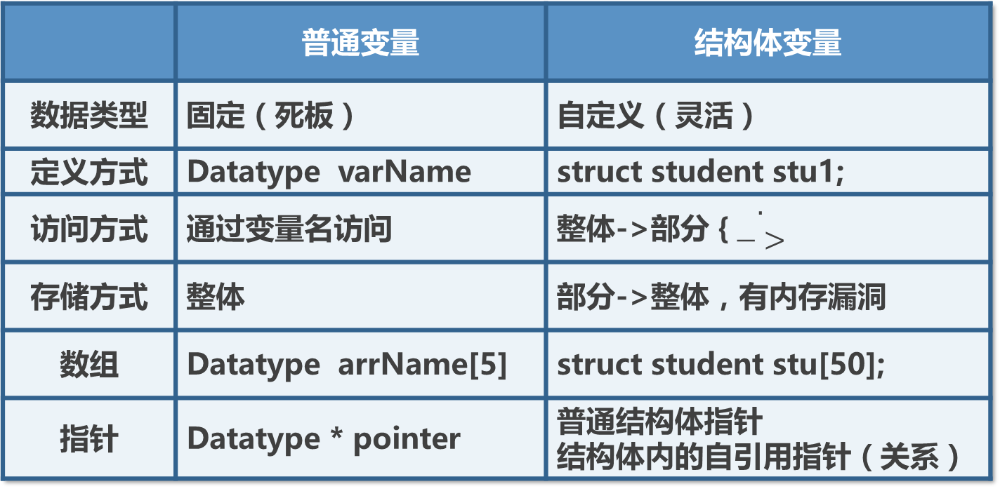 普通变量 结构体变量
数据类型 固定（死板） 自定义（灵活）
定义方式 Datatype varName struct student stu1;
访问方式 通过变量名访问 整体->部分 { . _ >
存储方式 整体 部分->整体，有内存漏洞
数组 Datatype arrName[5] struct student stu[50];
指针 Datatype * pointer 普通结构体指针
结构体内的自引用指针（关系）